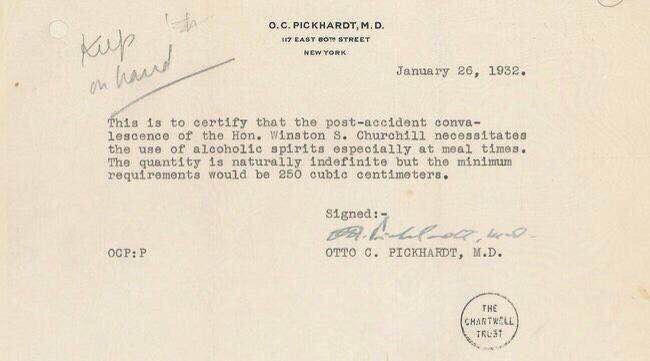 O. C. PICKHARDT, M. D.
117 EAST 80TH STREET
NEW YORK
Keep
on hand
January 26, 1932.
This is to certify that the post-accident conva-
lescence of the Hon. Winston S. Churchill necessitates
the use of alcoholic spirits especially at meal times.
The quantity is naturally indefinite but the minimum
requirements would be 250 cubic centimeters.
Signed:-
OCP:P
OTTO C. PICKHARDT, M.D.
THE
CHARTWELL
TRUST